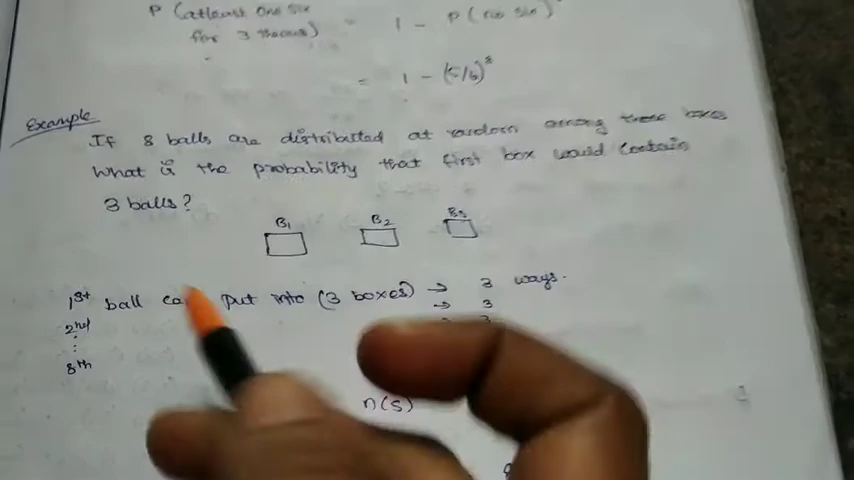 P (atleast one six
for 3 throws) = 1 - P (no six)
= 1 - (5/6)³
Example
If 8 balls are distributed at random among three boxes
What is the probability that first box would contain
3 balls?
B₁ B₂ B₃
1st ball can put into (3 boxes) → 3 ways.
2nd → 3
:
8th
n(S)